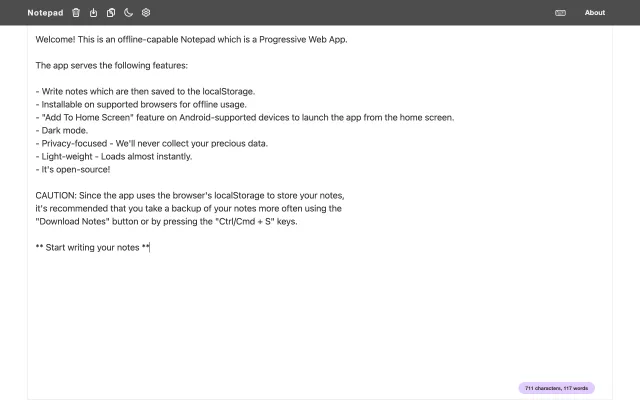 Notepad
About
Welcome! This is an offline-capable Notepad which is a Progressive Web App.
The app serves the following features:
- Write notes which are then saved to the localStorage.
- Installable on supported browsers for offline usage.
- "Add To Home Screen" feature on Android-supported devices to launch the app from the home screen.
- Dark mode.
- Privacy-focused - We'll never collect your precious data.
- Light-weight - Loads almost instantly.
- It's open-source!
CAUTION: Since the app uses the browser's localStorage to store your notes,
it's recommended that you take a backup of your notes more often using the
"Download Notes" button or by pressing the "Ctrl/Cmd + S" keys.
** Start writing your notes **
711 characters, 117 words